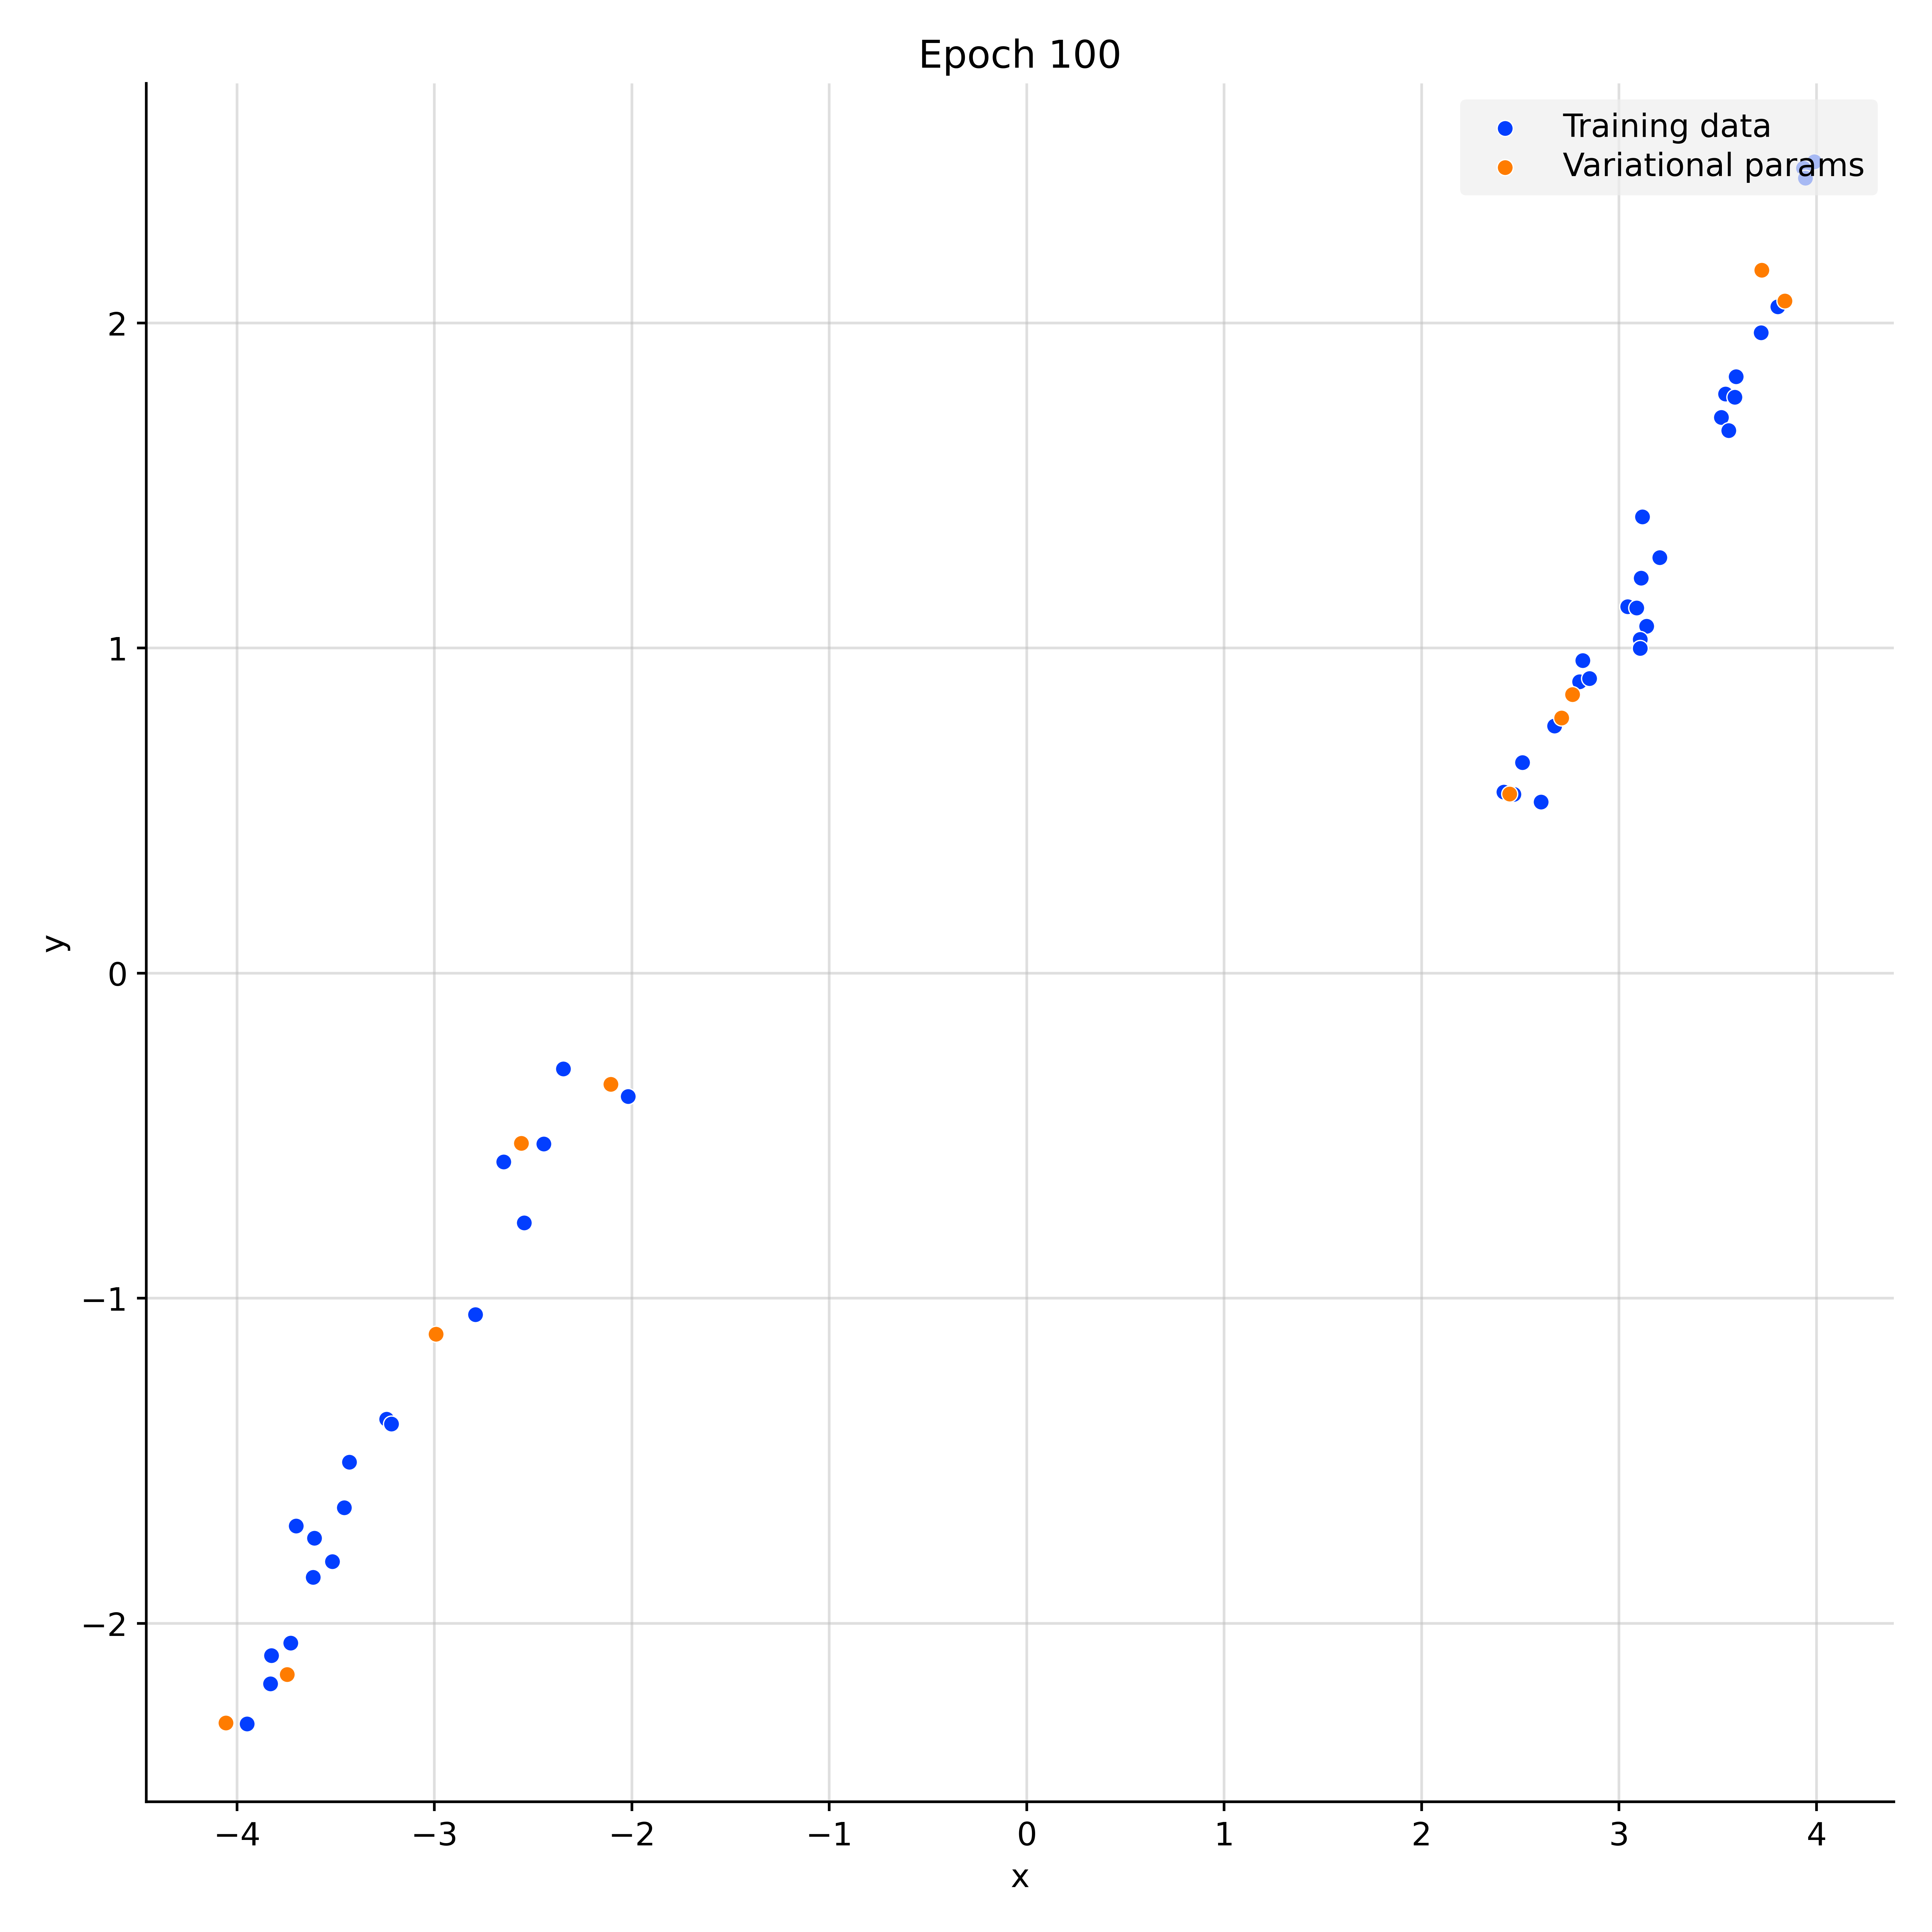 Epoch 100
Training data
Variational params
2
1
0
−1
−2
y
−4 −3 −2 −1 0 1 2 3 4
x